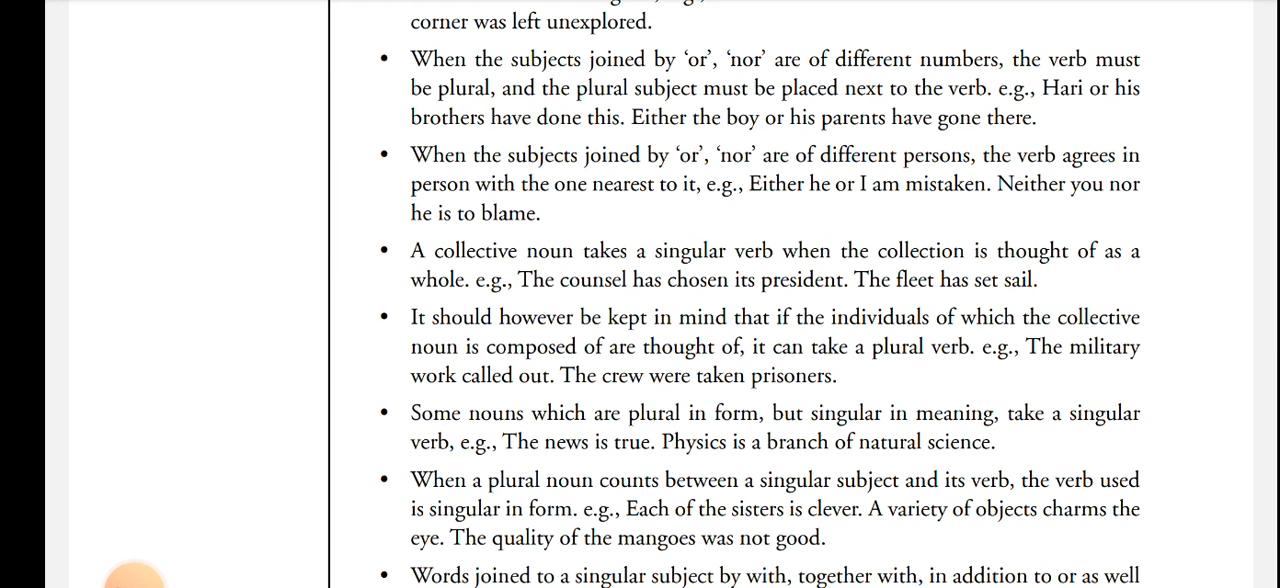 corner was left unexplored.
• When the subjects joined by ‘or’, ‘nor’ are of different numbers, the verb must
be plural, and the plural subject must be placed next to the verb. e.g., Hari or his
brothers have done this. Either the boy or his parents have gone there.
• When the subjects joined by ‘or’, ‘nor’ are of different persons, the verb agrees in
person with the one nearest to it, e.g., Either he or I am mistaken. Neither you nor
he is to blame.
• A collective noun takes a singular verb when the collection is thought of as a
whole. e.g., The counsel has chosen its president. The fleet has set sail.
• It should however be kept in mind that if the individuals of which the collective
noun is composed of are thought of, it can take a plural verb. e.g., The military
work called out. The crew were taken prisoners.
• Some nouns which are plural in form, but singular in meaning, take a singular
verb, e.g., The news is true. Physics is a branch of natural science.
• When a plural noun counts between a singular subject and its verb, the verb used
is singular in form. e.g., Each of the sisters is clever. A variety of objects charms the
eye. The quality of the mangoes was not good.
• Words joined to a singular subject by with, together with, in addition to or as well